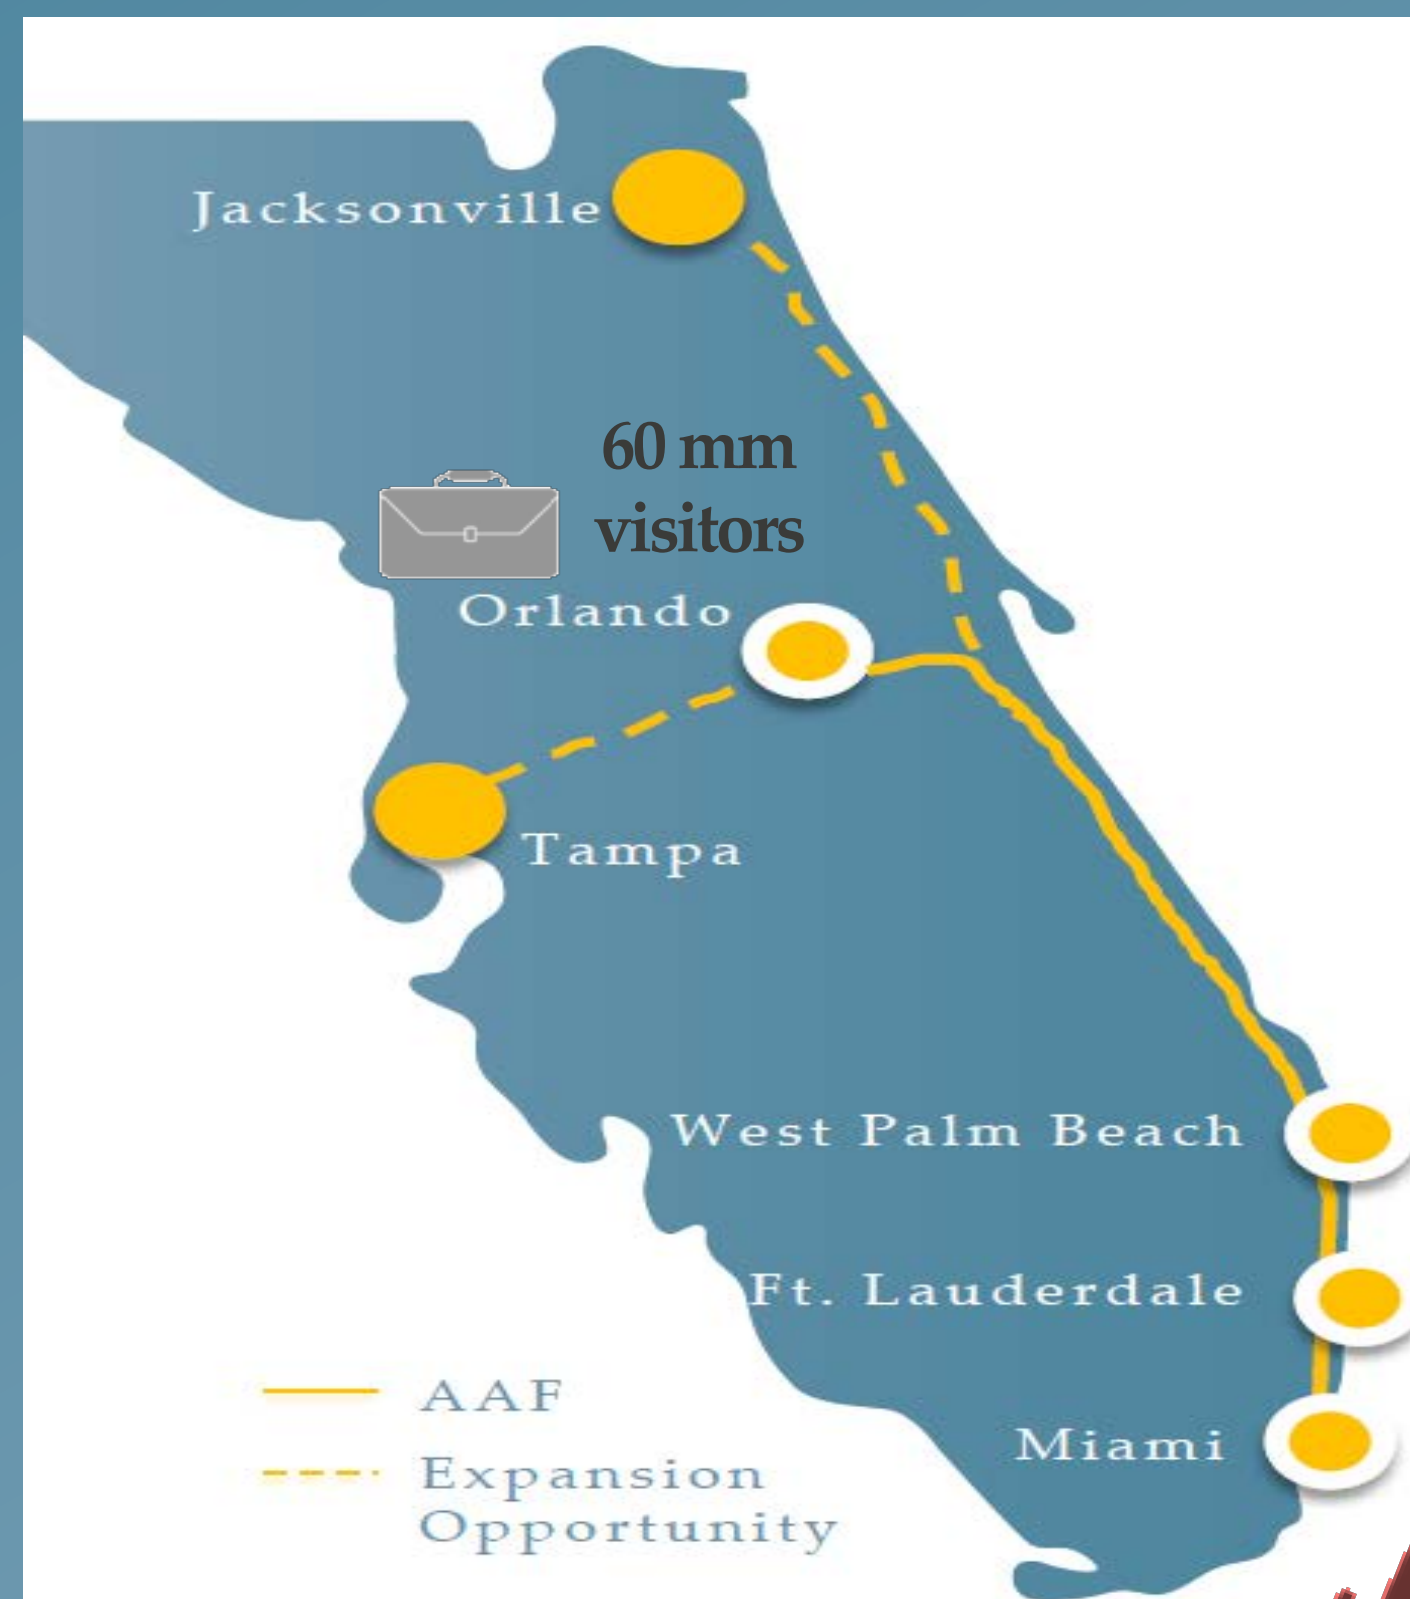 Jacksonville
60 mm
visitors
Orlando
Tampa
West Palm Beach
Ft. Lauderdale
Miami
AAF
Expansion
Opportunity